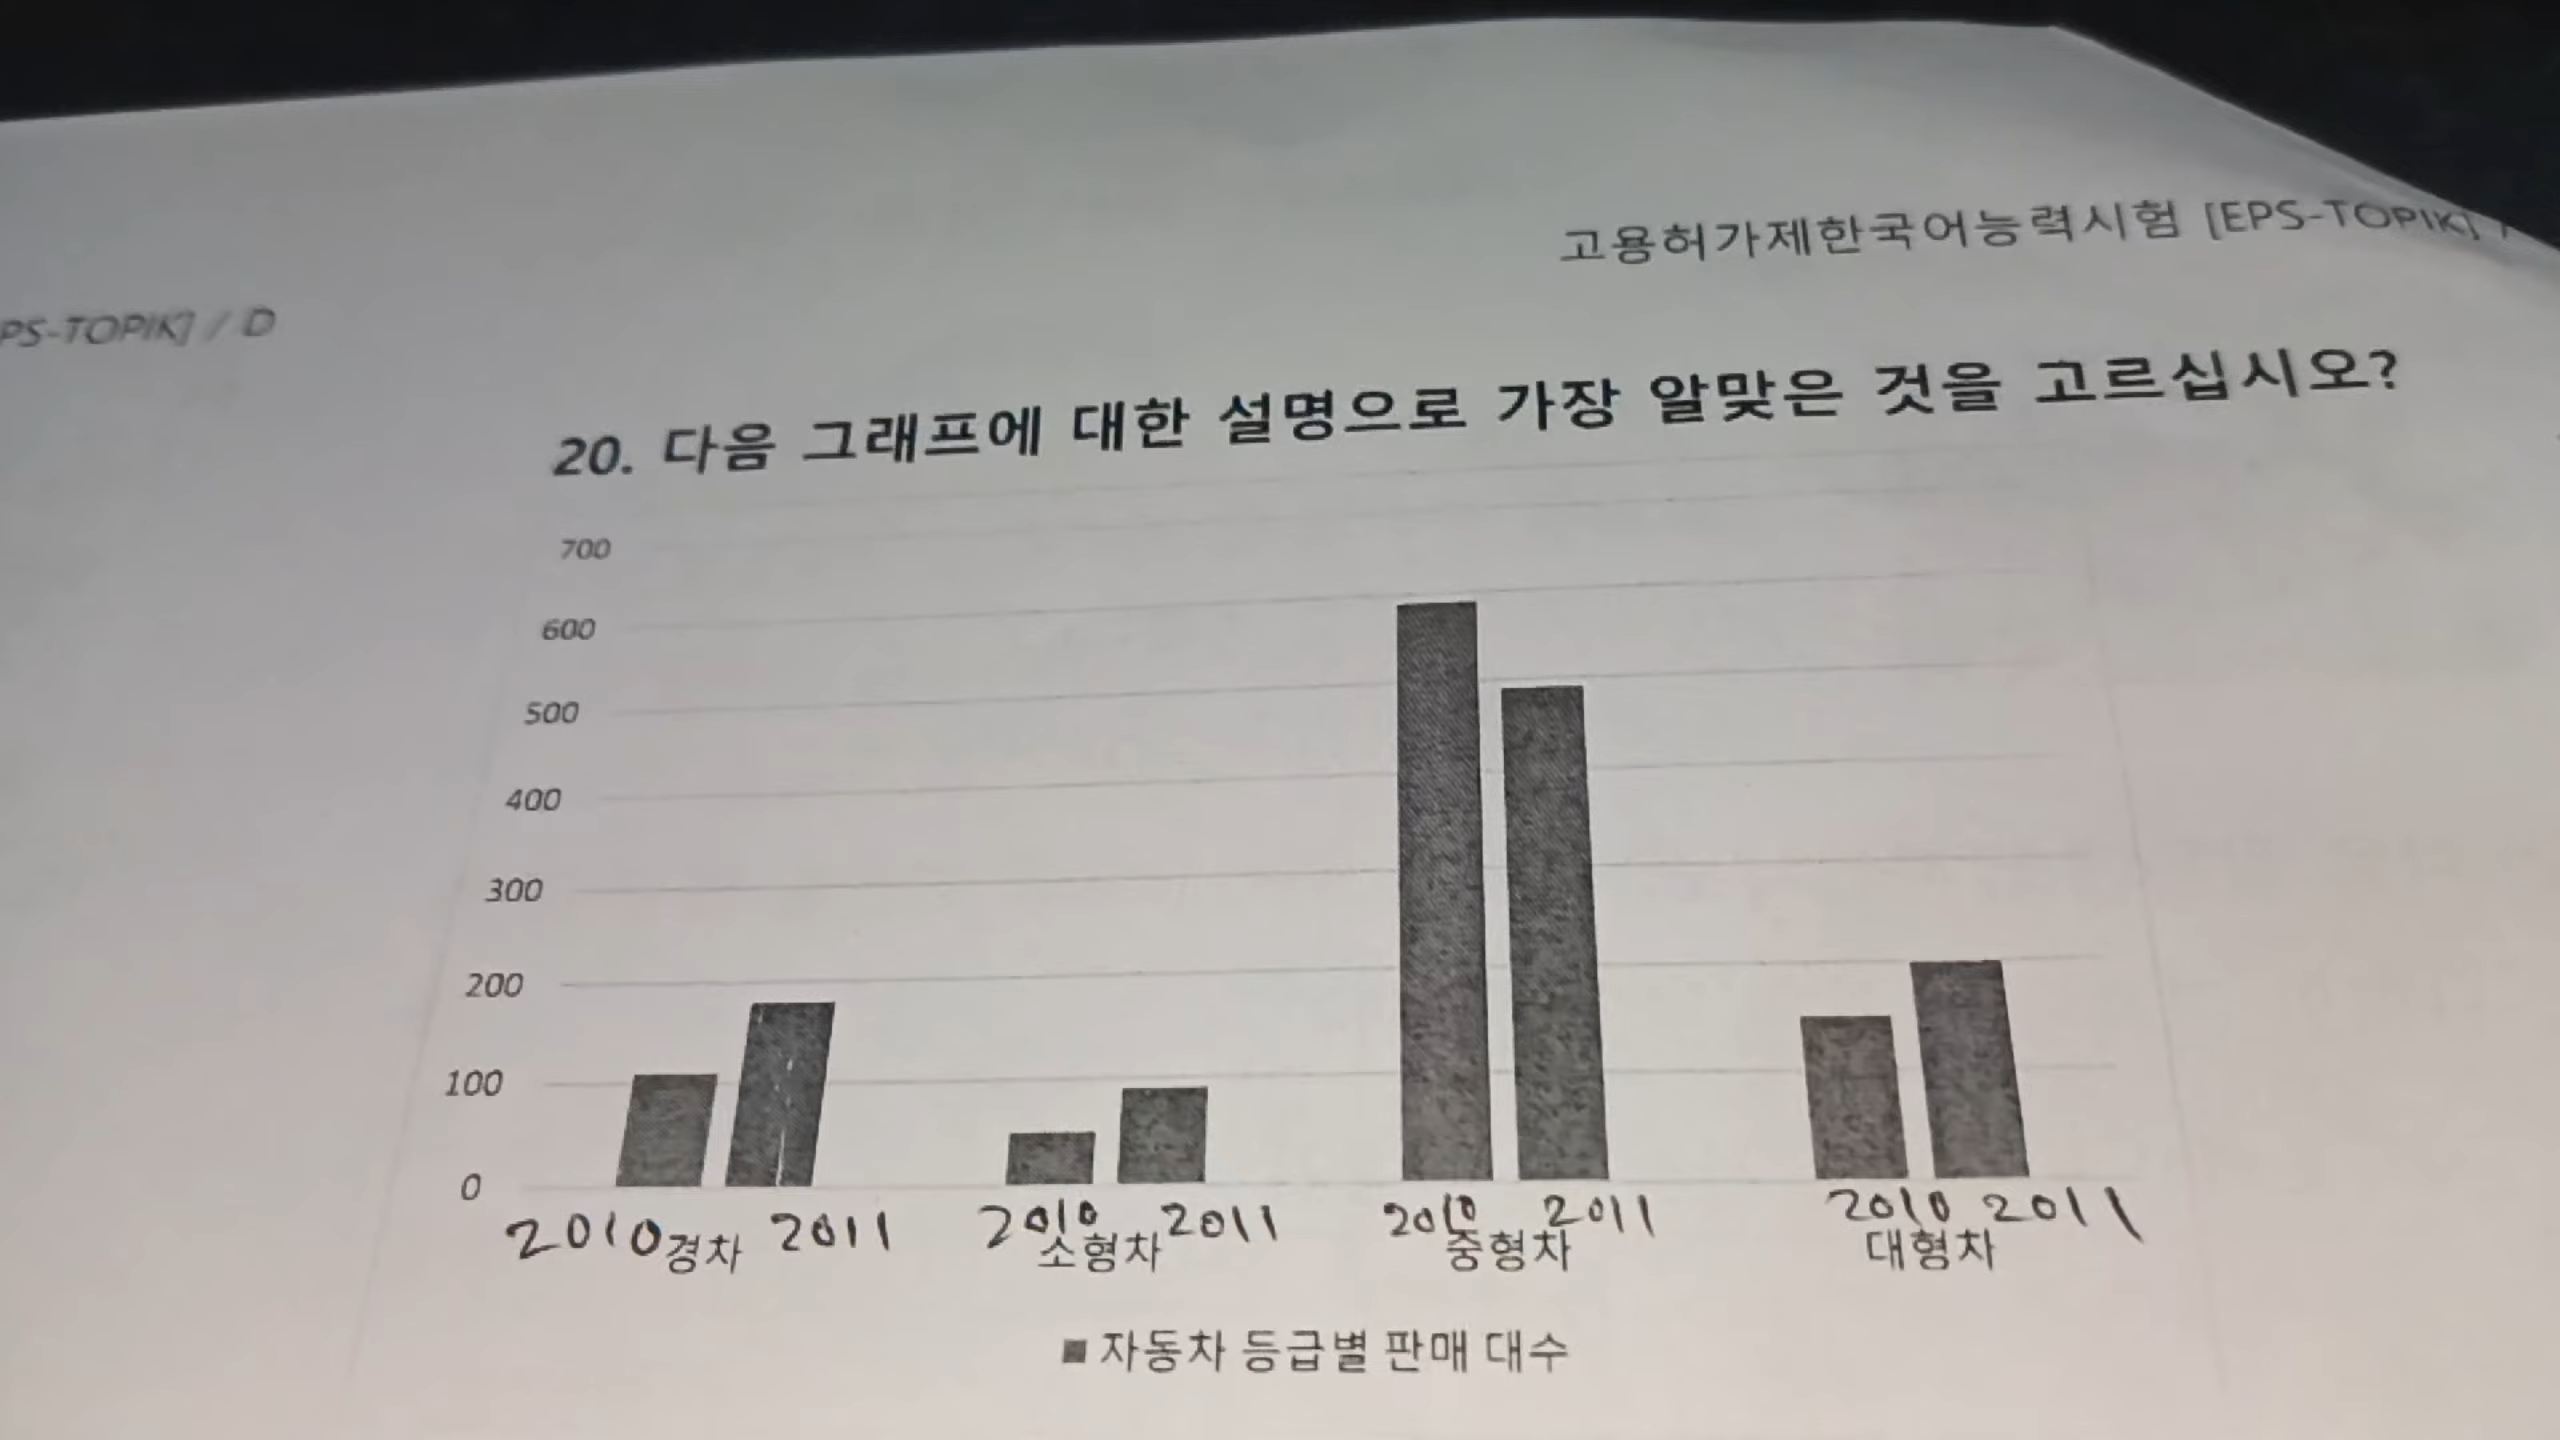 고용허가제한국어능력시험 [EPS-TOPIK]
PS-TOPIK] / D
20. 다음 그래프에 대한 설명으로 가장 알맞은 것을 고르십시오?
700
600
500
400
300
200
100
0
2010 2011 2010 2011 2010 2011 2010 2011
경차 소형차 중형차 대형차
■ 자동차 등급별 판매 대수